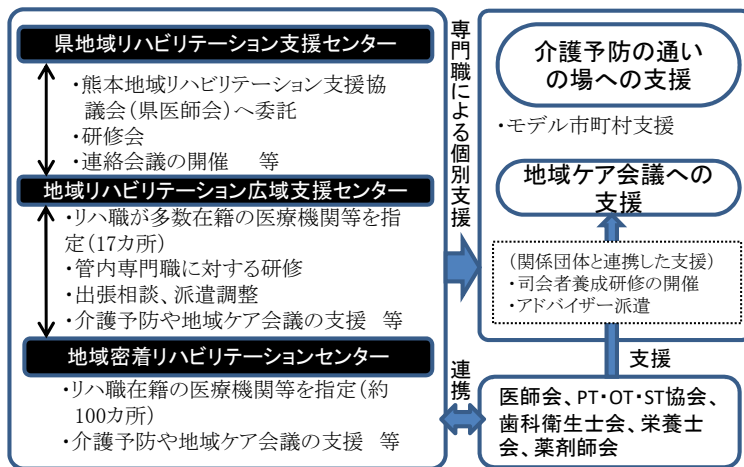 県地域リハビリテーション支援センター
・熊本地域リハビリテーション支援協
議会(県医師会)へ委託
・研修会
・連絡会議の開催　等
地域リハビリテーション広域支援センター
・リハ職が多数在籍の医療機関等を指
定(17カ所)
・管内専門職に対する研修
・出張相談、派遣調整
・介護予防や地域ケア会議の支援　等
地域密着リハビリテーションセンター
・リハ職在籍の医療機関等を指定(約
100カ所)
・介護予防や地域ケア会議の支援　等
専門職による個別支援
連携
介護予防の通い
の場への支援
・モデル市町村支援
地域ケア会議への
支援
(関係団体と連携した支援)
・司会者養成研修の開催
・アドバイザー派遣
支援
医師会、PT・OT・ST協会、
歯科衛生士会、栄養士
会、薬剤師会